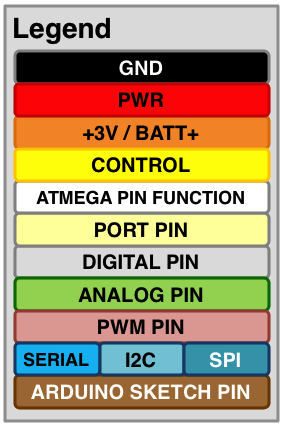 Legend
GND
PWR
+3V / BATT+
CONTROL
ATMEGA PIN FUNCTION
PORT PIN
DIGITAL PIN
ANALOG PIN
PWM PIN
SERIAL I2C SPI
ARDUINO SKETCH PIN